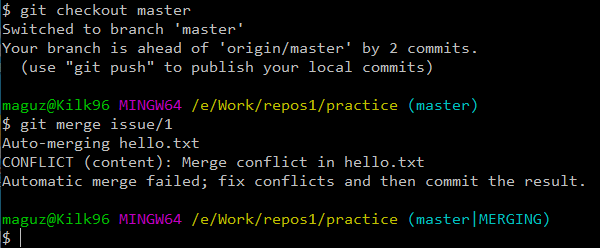 $ git checkout master
Switched to branch 'master'
Your branch is ahead of 'origin/master' by 2 commits.
  (use "git push" to publish your local commits)

maguz@Kilk96 MINGW64 /e/Work/repos1/practice (master)
$ git merge issue/1
Auto-merging hello.txt
CONFLICT (content): Merge conflict in hello.txt
Automatic merge failed; fix conflicts and then commit the result.

maguz@Kilk96 MINGW64 /e/Work/repos1/practice (master|MERGING)
$